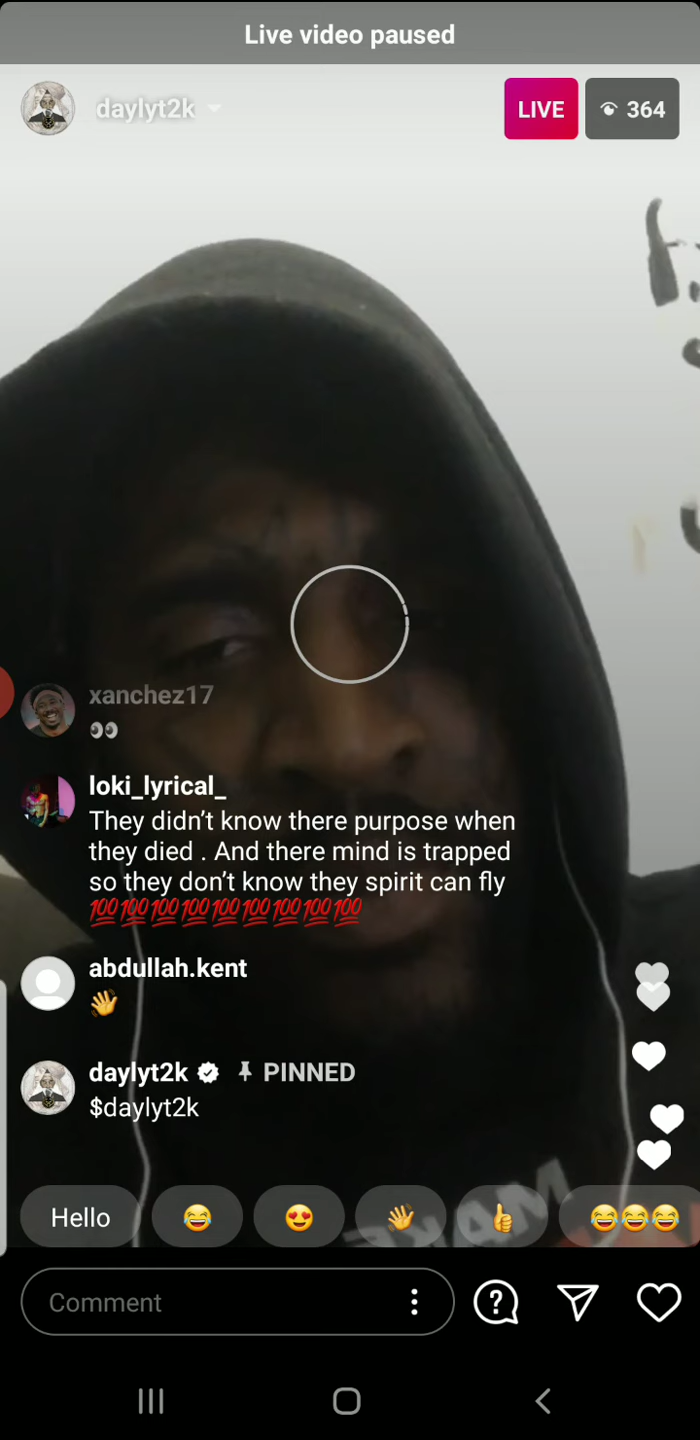 Live video paused
daylyt2k
LIVE
364
xanchez17
👀
loki_lyrical_
They didn’t know there purpose when
they died . And there mind is trapped
so they don’t know they spirit can fly
💯💯💯💯💯💯💯💯💯
abdullah.kent
👋
daylyt2k PINNED
$daylyt2k
Hello 😂 😍 👋 👍 😂😂😂
MAKE
Comment